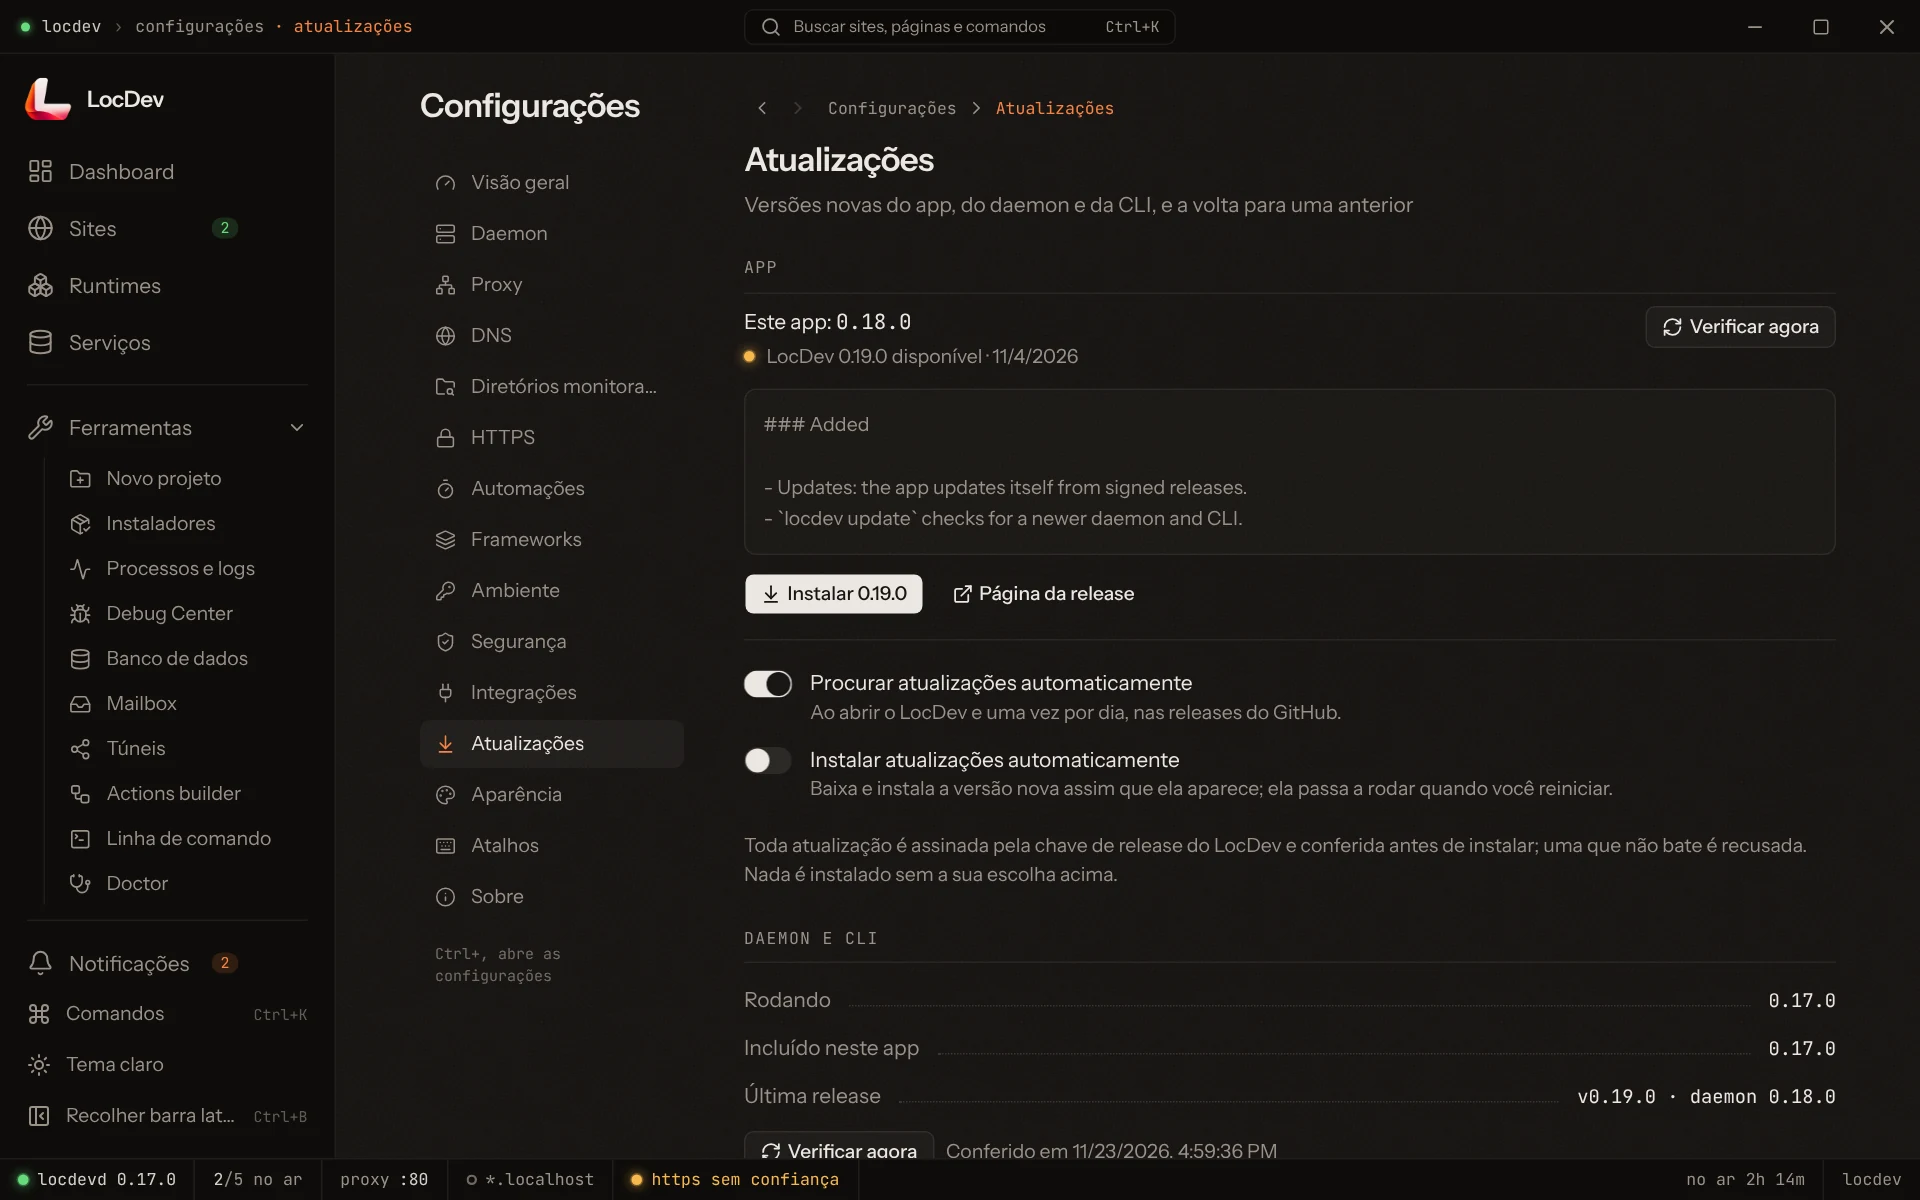 locdev › configurações · atualizações
Buscar sites, páginas e comandos Ctrl+K
LocDev
Dashboard
Sites 2
Runtimes
Serviços
Ferramentas
Novo projeto
Instaladores
Processos e logs
Debug Center
Banco de dados
Mailbox
Túneis
Actions builder
Linha de comando
Doctor
Notificações 2
Comandos Ctrl+K
Tema claro
Recolher barra lat... Ctrl+B
Configurações
Visão geral
Daemon
Proxy
DNS
Diretórios monitora...
HTTPS
Automações
Frameworks
Ambiente
Segurança
Integrações
Atualizações
Aparência
Atalhos
Sobre
Ctrl+, abre as
configurações
Configurações > Atualizações
Atualizações
Versões novas do app, do daemon e da CLI, e a volta para uma anterior
APP
Este app: 0.18.0
Verificar agora
LocDev 0.19.0 disponível · 11/4/2026
### Added
- Updates: the app updates itself from signed releases.
- `locdev update` checks for a newer daemon and CLI.
Instalar 0.19.0
Página da release
Procurar atualizações automaticamente
Ao abrir o LocDev e uma vez por dia, nas releases do GitHub.
Instalar atualizações automaticamente
Baixa e instala a versão nova assim que ela aparece; ela passa a rodar quando você reiniciar.
Toda atualização é assinada pela chave de release do LocDev e conferida antes de instalar; uma que não bate é recusada.
Nada é instalado sem a sua escolha acima.
DAEMON E CLI
Rodando 0.17.0
Incluído neste app 0.17.0
Última release v0.19.0 · daemon 0.18.0
Verificar agora
Conferido em 11/23/2026, 4:59:36 PM
locdevd 0.17.0
2/5 no ar
proxy :80
*.localhost
https sem confiança
no ar 2h 14m
locdev